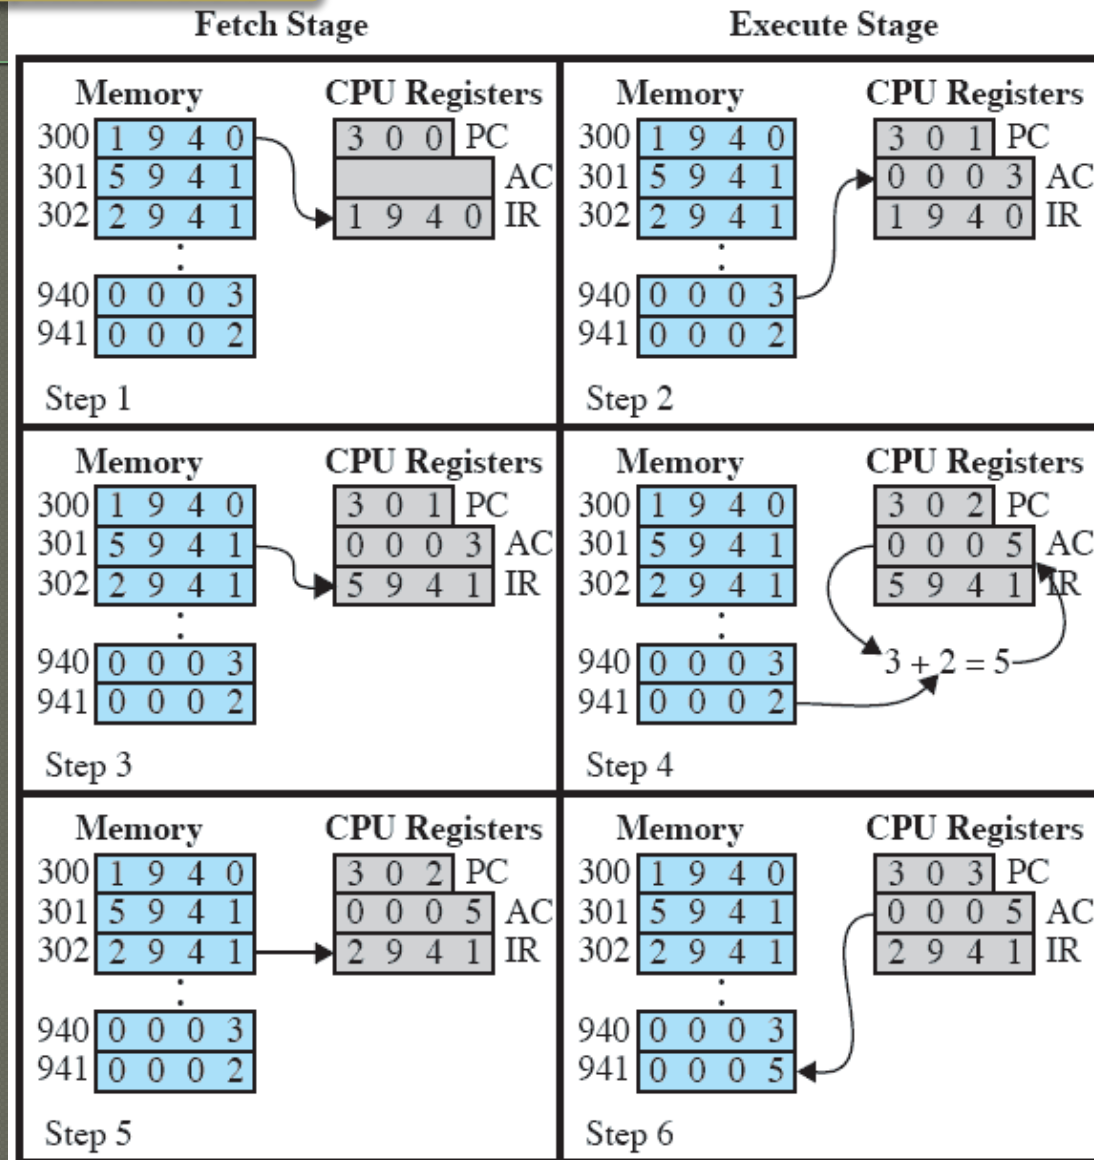 Fetch Stage
Execute Stage
Memory CPU Registers
300 1 9 4 0 3 0 0 PC
301 5 9 4 1 AC
302 2 9 4 1 1 9 4 0 IR
940 0 0 0 3
941 0 0 0 2
Step 1
Memory CPU Registers
300 1 9 4 0 3 0 1 PC
301 5 9 4 1 0 0 0 3 AC
302 2 9 4 1 1 9 4 0 IR
940 0 0 0 3
941 0 0 0 2
Step 2
Memory CPU Registers
300 1 9 4 0 3 0 1 PC
301 5 9 4 1 0 0 0 3 AC
302 2 9 4 1 5 9 4 1 IR
940 0 0 0 3
941 0 0 0 2
Step 3
Memory CPU Registers
300 1 9 4 0 3 0 2 PC
301 5 9 4 1 0 0 0 5 AC
302 2 9 4 1 5 9 4 1 IR
940 0 0 0 3 3 + 2 = 5
941 0 0 0 2
Step 4
Memory CPU Registers
300 1 9 4 0 3 0 2 PC
301 5 9 4 1 0 0 0 5 AC
302 2 9 4 1 2 9 4 1 IR
940 0 0 0 3
941 0 0 0 2
Step 5
Memory CPU Registers
300 1 9 4 0 3 0 3 PC
301 5 9 4 1 0 0 0 5 AC
302 2 9 4 1 2 9 4 1 IR
940 0 0 0 3
941 0 0 0 5
Step 6